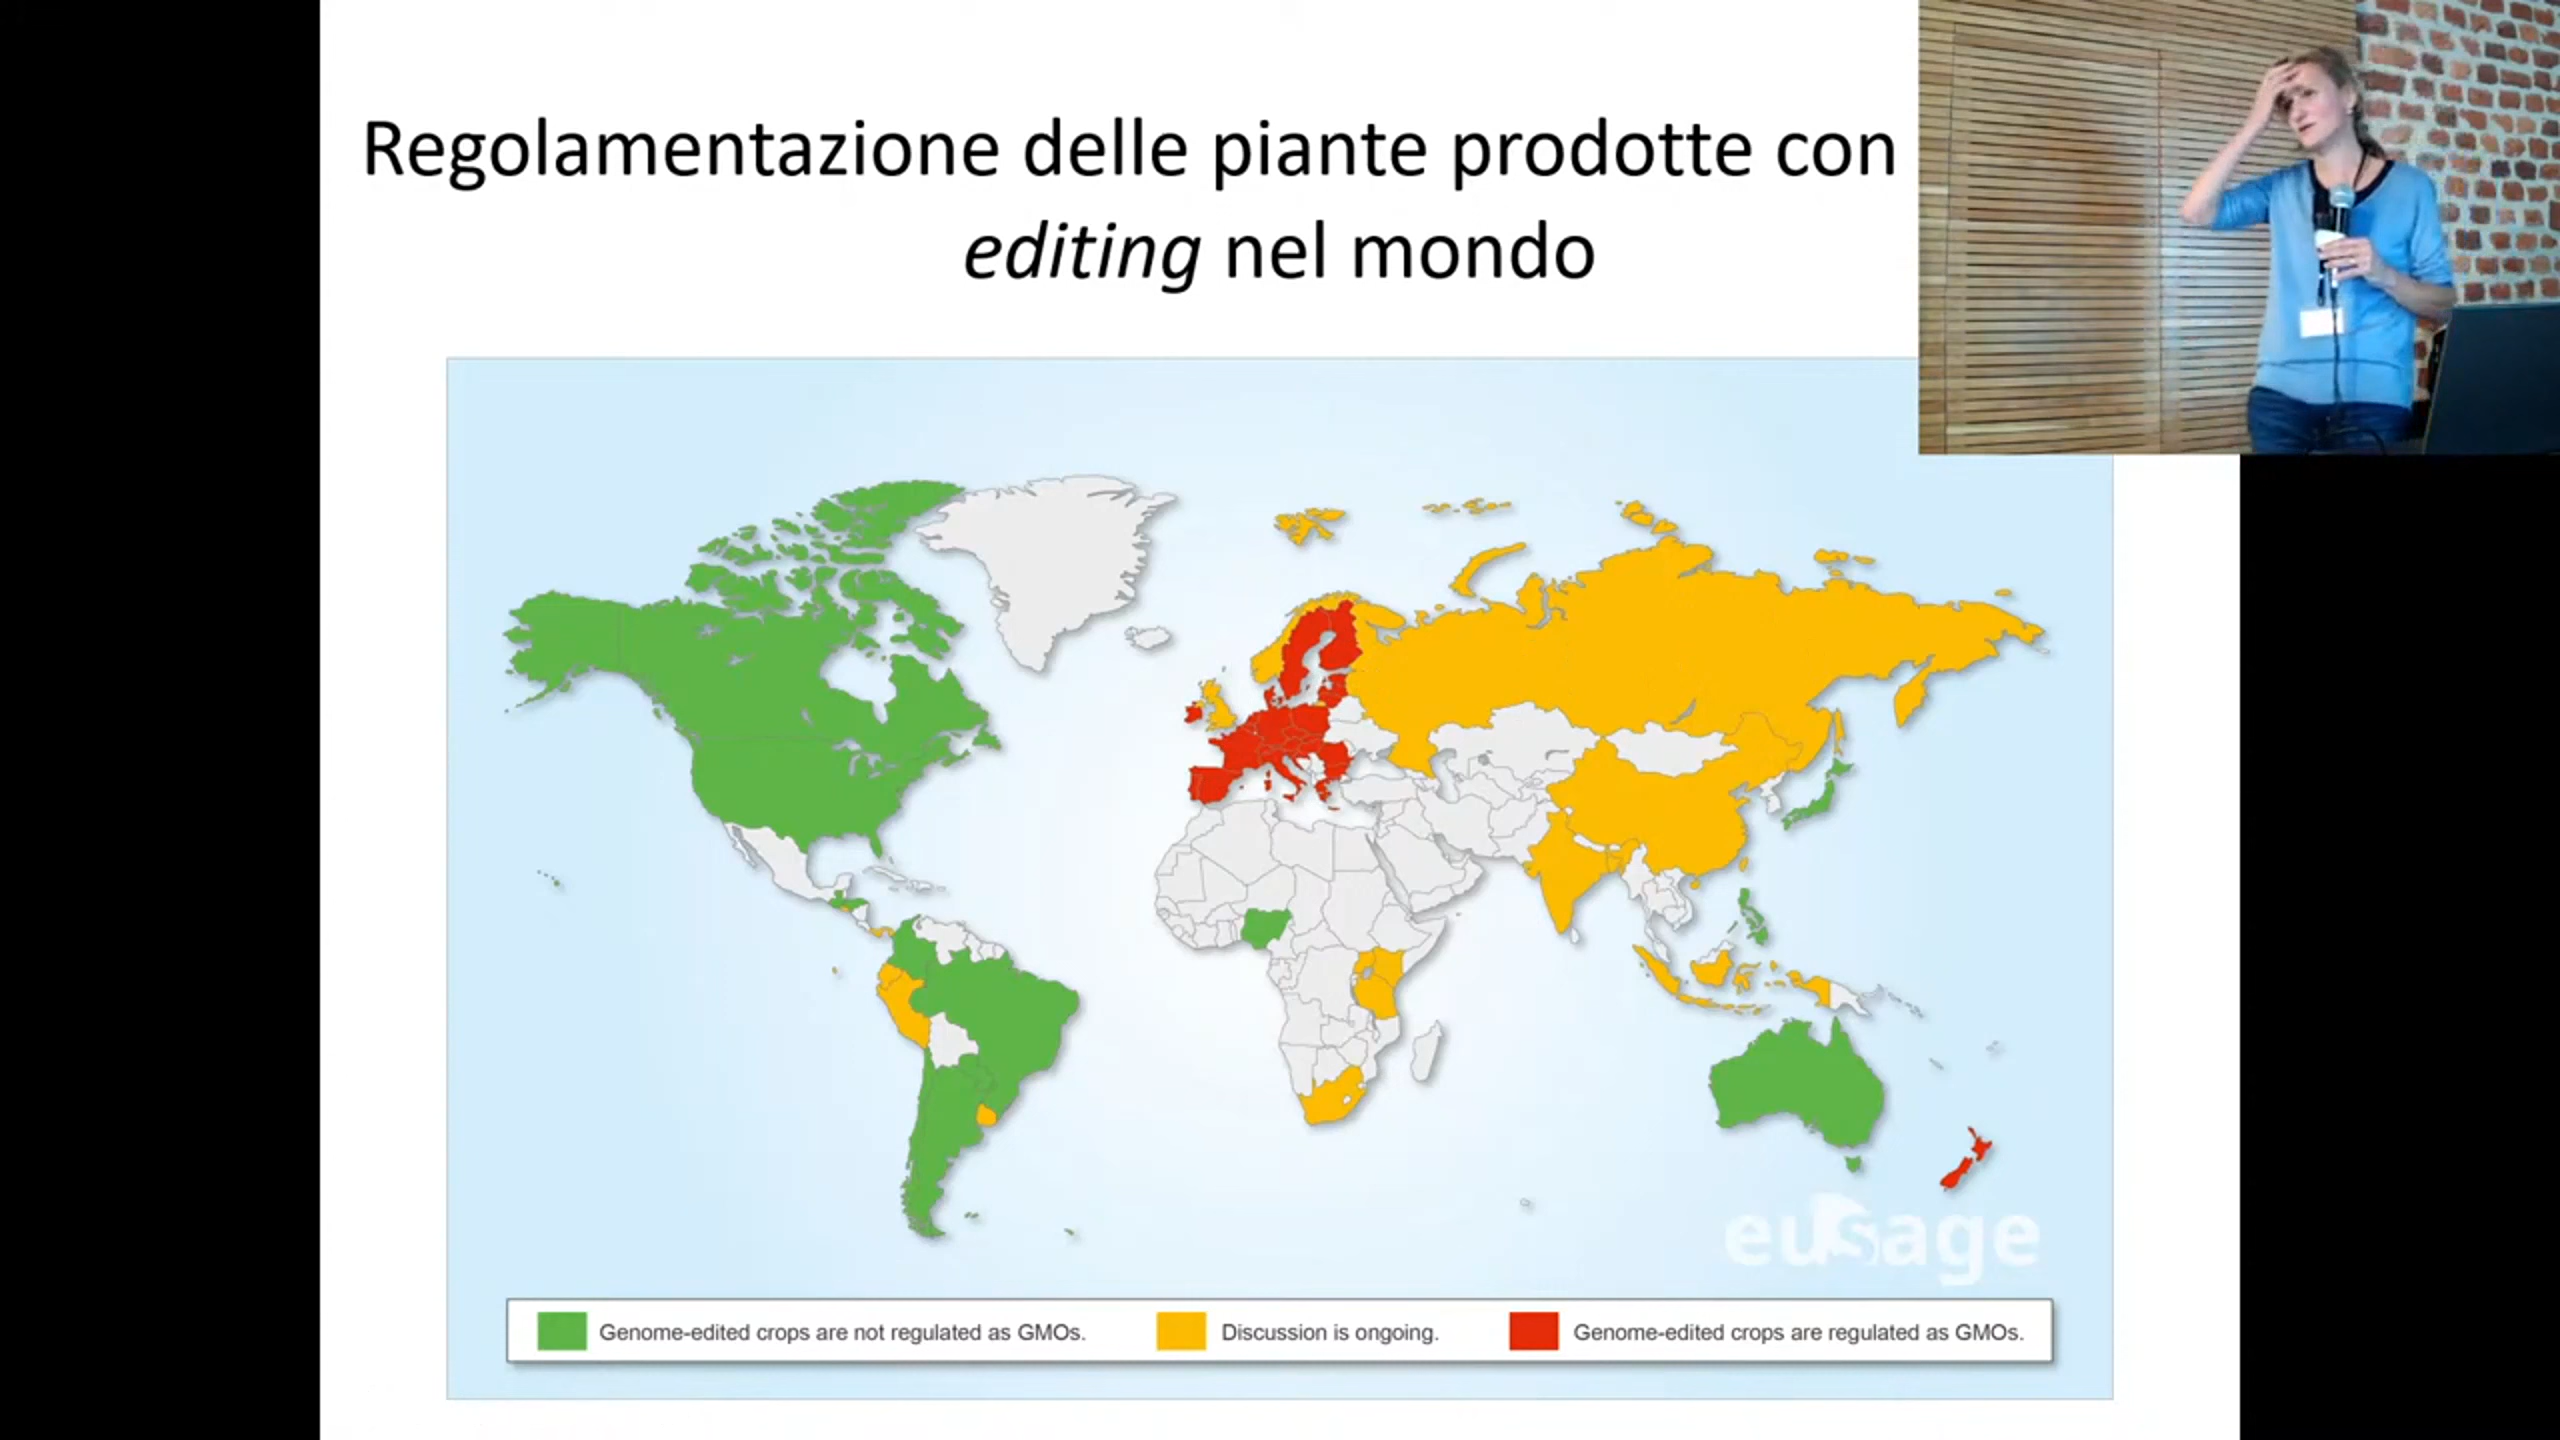 Regolamentazione delle piante prodotte con
editing nel mondo
eusage
Genome-edited crops are not regulated as GMOs.
Discussion is ongoing.
Genome-edited crops are regulated as GMOs.